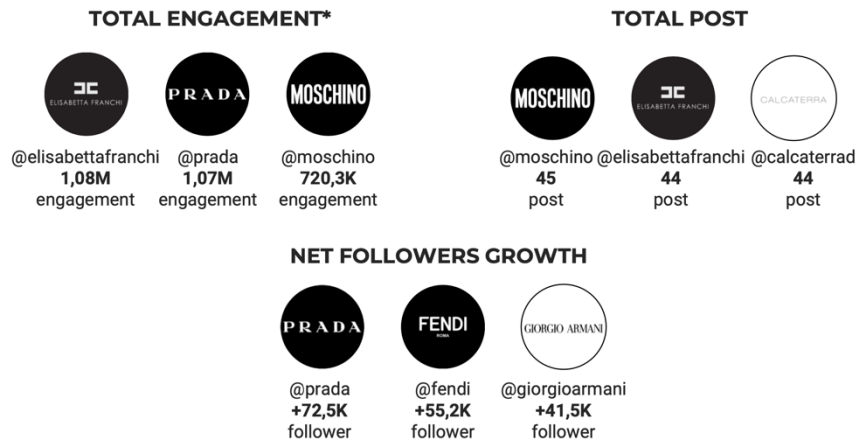 TOTAL ENGAGEMENT*
ELISABETTA FRANCHI
PRADA
MOSCHINO
@elisabettafranchi @prada @moschino
1,08M 1,07M 720,3K
engagement engagement engagement
TOTAL POST
MOSCHINO
ELISABETTA FRANCHI
CALCATERRA
@moschino @elisabettafranchi @calcaterrad
45 44 44
post post post
NET FOLLOWERS GROWTH
PRADA
FENDI
ROMA
GIORGIO ARMANI
@prada @fendi @giorgioarmani
+72,5K +55,2K +41,5K
follower follower follower